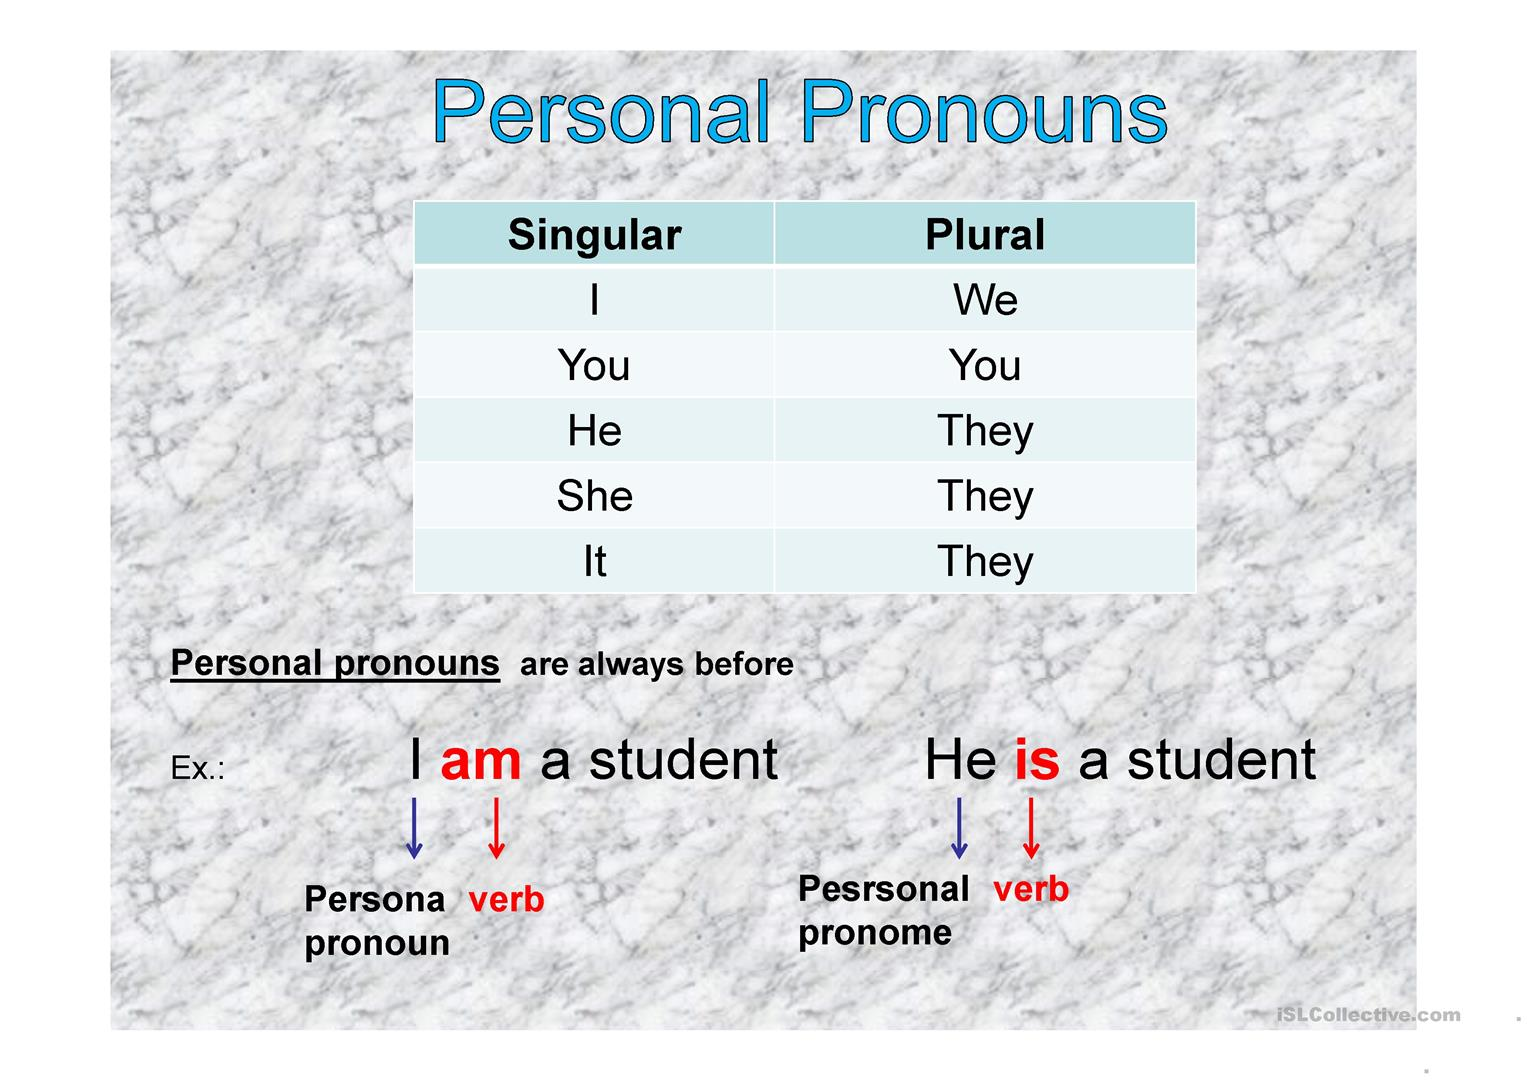 Personal Pronouns
Singular Plural
I We
You You
He They
She They
It They
Personal pronouns are always before
Ex.: I am a student He is a student
Persona verb Pesrsonal verb
pronoun pronome
iSLCollective.com